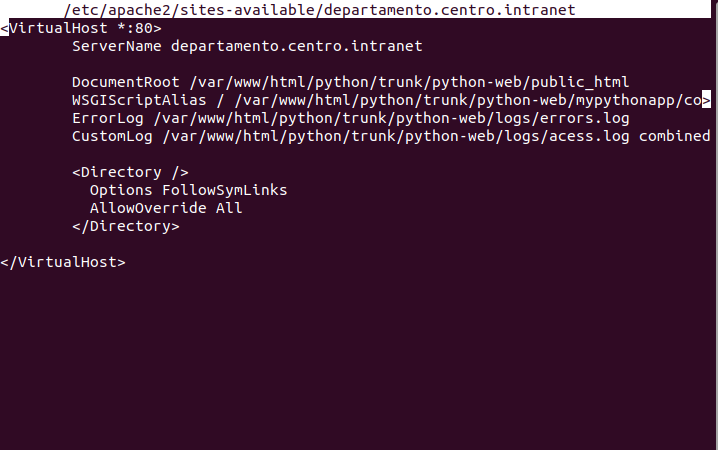 /etc/apache2/sites-available/departamento.centro.intranet
<VirtualHost *:80>
ServerName departamento.centro.intranet
DocumentRoot /var/www/html/python/trunk/python-web/public_html
WSGIScriptAlias / /var/www/html/python/trunk/python-web/mypythonapp/co>
ErrorLog /var/www/html/python/trunk/python-web/logs/errors.log
CustomLog /var/www/html/python/trunk/python-web/logs/acess.log combined
<Directory />
Options FollowSymLinks
AllowOverride All
</Directory>
</VirtualHost>